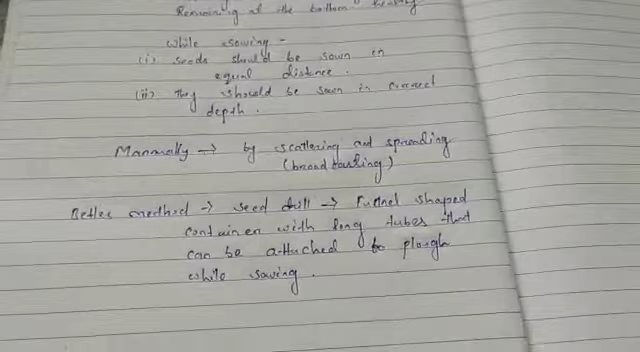 Remaining at the bottom
while sowing -
(i) seeds should be sown in
equal distance.
(ii) They should be sown in correct
depth.
Manually → by scattering and spreading
(broadcasting)
Better method → seed drill → Funnel shaped
container with long tubes that
can be attached to plough
while sowing.